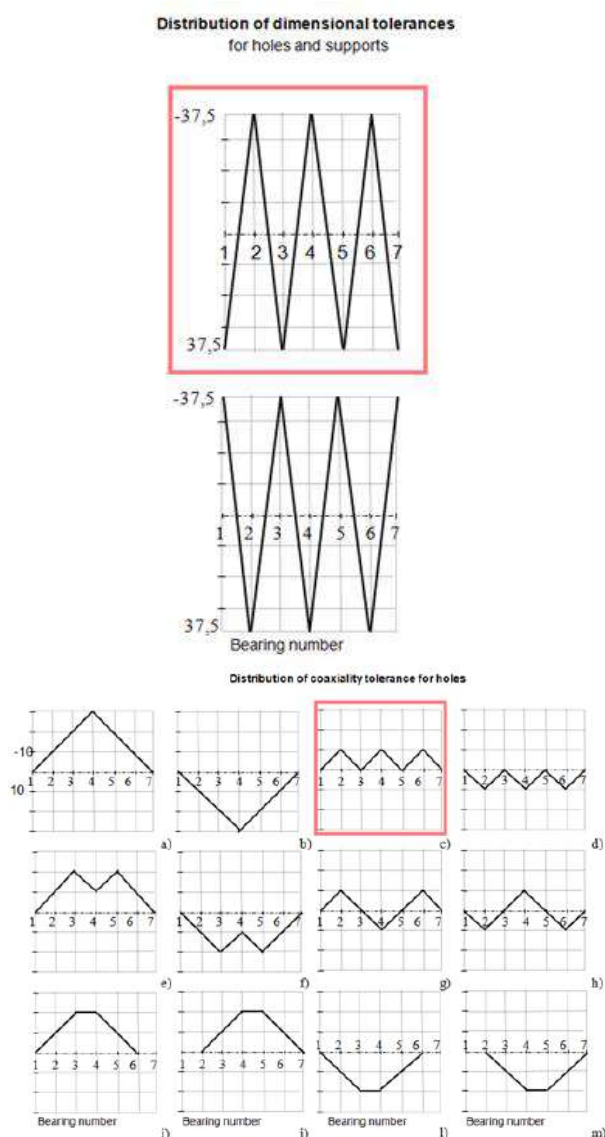 Distribution of dimensional tolerances
for holes and supports
-37,5
1 2 3 4 5 6 7
37,5
-37,5
1 2 3 4 5 6 7
37,5
Bearing number
Distribution of coaxiality tolerance for holes
-10
10
1 2 3 4 5 6 7
a)
1 2 3 4 5 6 7
b)
1 2 3 4 5 6 7
c)
1 2 3 4 5 6 7
d)
1 2 3 4 5 6 7
e)
1 2 3 4 5 6 7
f)
1 2 3 4 5 6 7
g)
1 2 3 4 5 6 7
h)
1 2 3 4 5 6 7
1 2 3 4 5 6 7
1 2 3 4 5 6 7
1 2 3 4 5 6 7
Bearing number
Bearing number
Bearing number
Bearing number